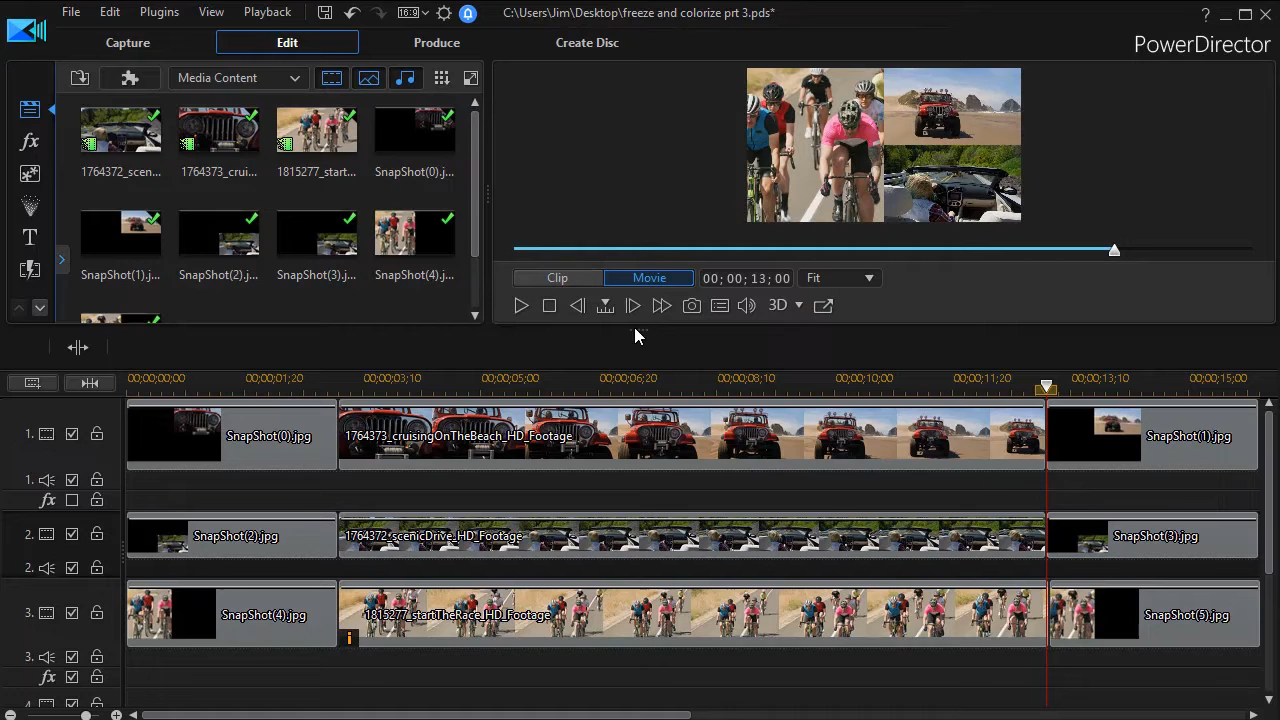 File Edit Plugins View Playback 16:9 C:\Users\Jim\Desktop\freeze and colorize prt 3.pds* ?
Capture Edit Produce Create Disc PowerDirector
Media Content
1764372_scen... 1764373_crui... 1815277_start... SnapShot(0).j...
SnapShot(1).j... SnapShot(2).j... SnapShot(3).j... SnapShot(4).j...
fx
T
Clip Movie 00; 00; 13; 00 Fit
3D
00;00;00;00 00;00;01;20 00;00;03;10 00;00;05;00 00;00;06;20 00;00;08;10 00;00;10;00 00;00;11;20 00;00;13;10 00;00;15;00
1. SnapShot(0).jpg 1764373_cruisingOnTheBeach_HD_Footage SnapShot(1).jpg
1.
fx
2. SnapShot(2).jpg 1764372_scenicDrive_HD_Footage SnapShot(3).jpg
2.
3. SnapShot(4).jpg 1815277_startTheRace_HD_Footage SnapShot(5).jpg
i
3.
fx
4.